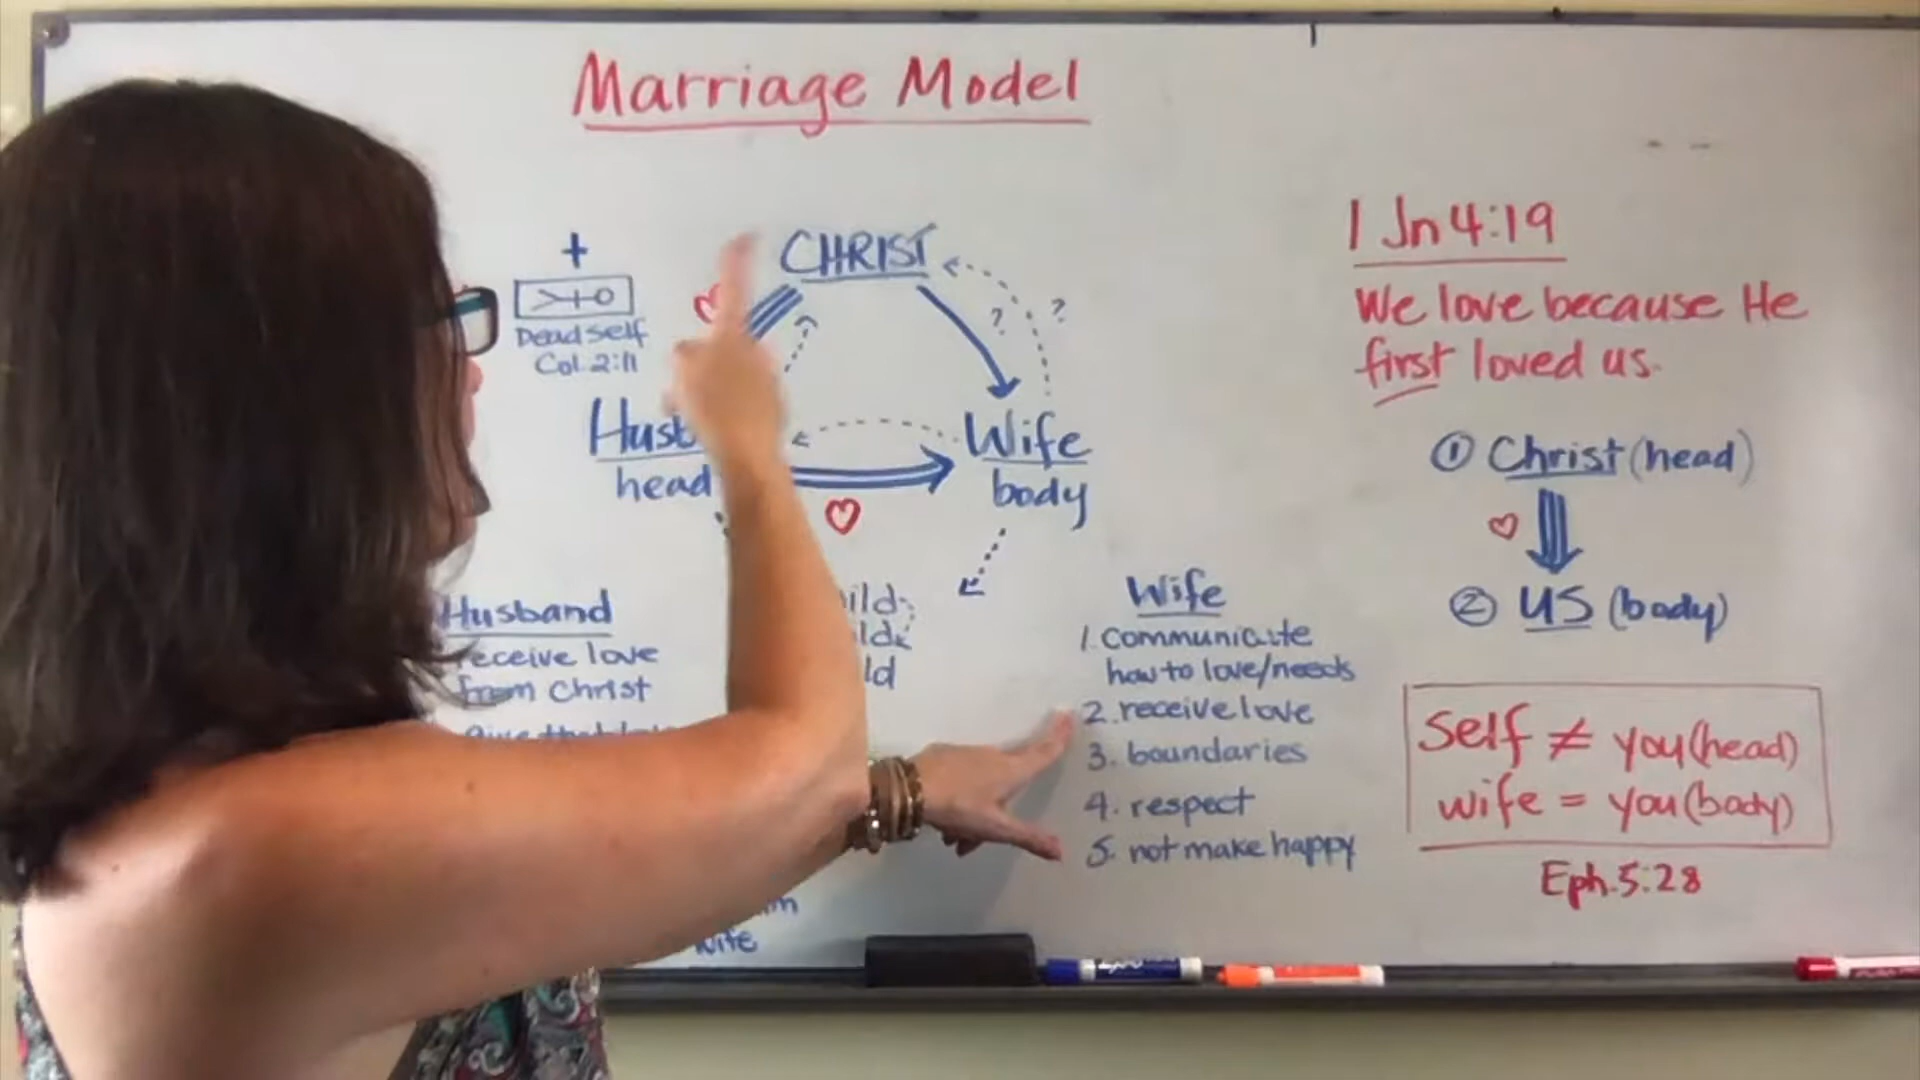 Marriage Model
+
Dead self
Col. 2:11
CHRIST
? ?
Wife
head
body
1 Jn 4:19
We love because He
first loved us.
① Christ (head)
② US (body)
Self ≠ you (head)
wife = you (body)
Eph. 5:28
Husband
receive love
from Christ
wife
Wife
1. communicate
how to love/needs
2. receive love
3. boundaries
4. respect
5. not make happy